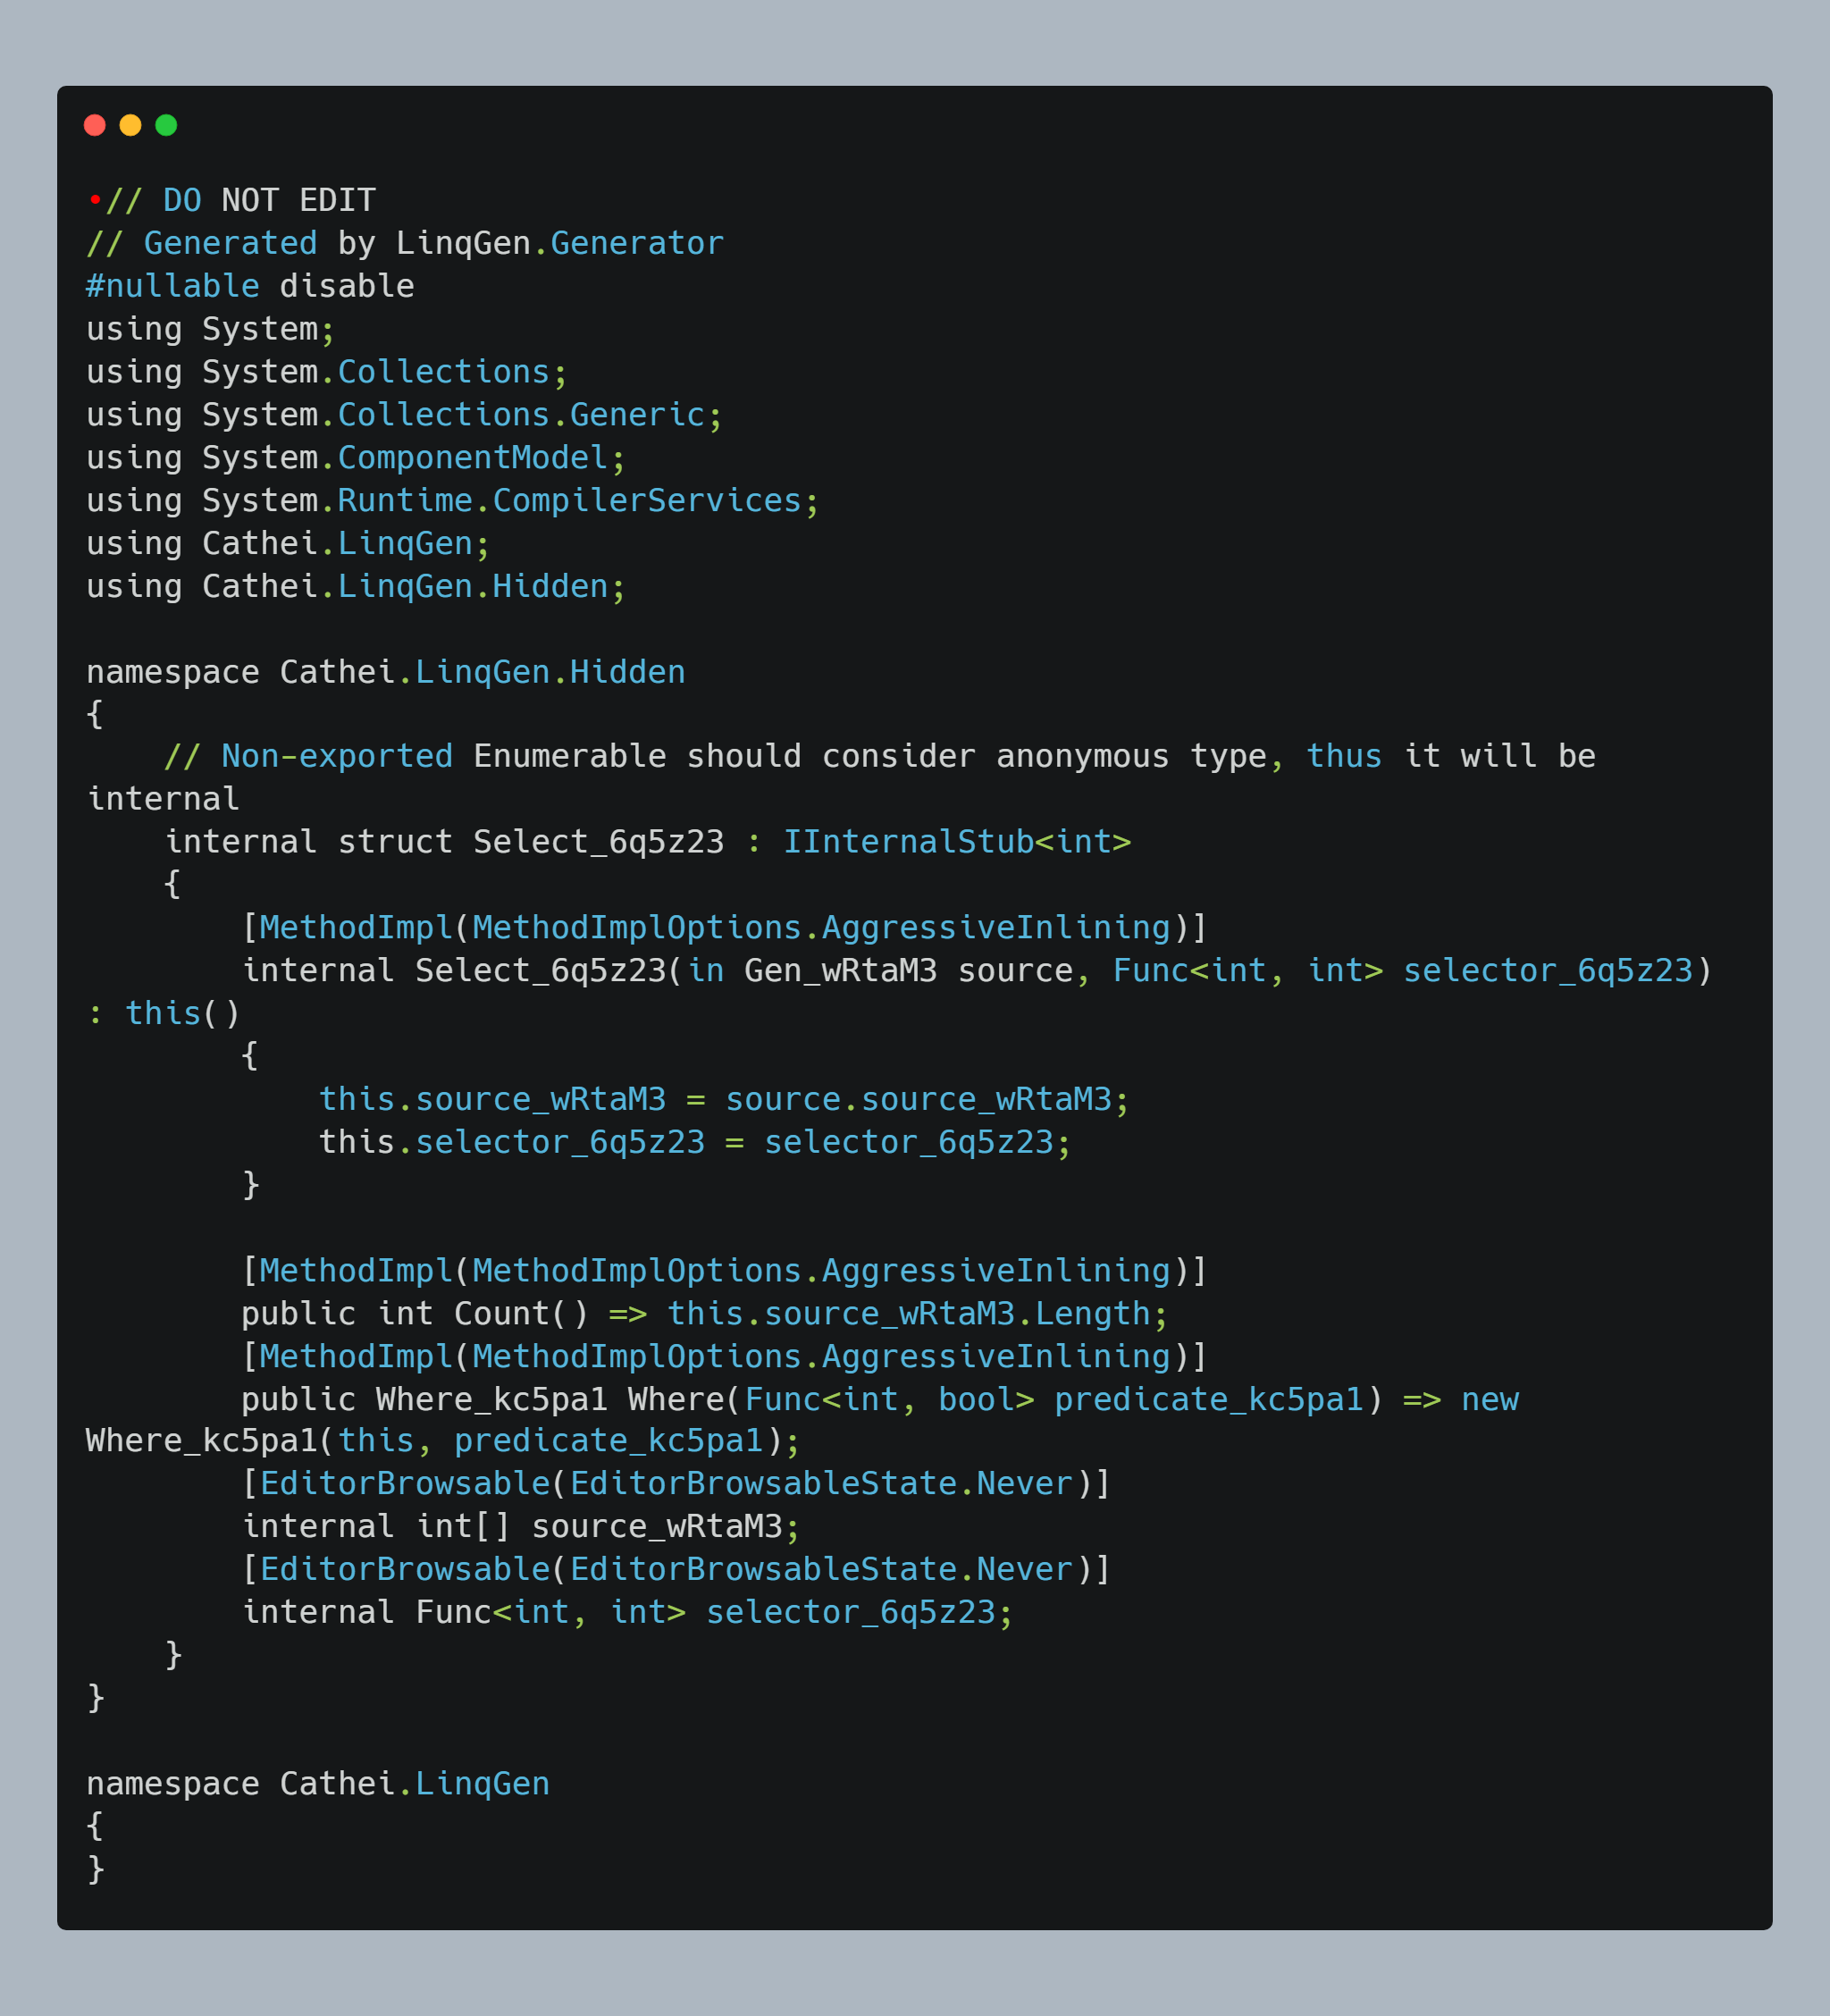 •// DO NOT EDIT
// Generated by LinqGen.Generator
#nullable disable
using System;
using System.Collections;
using System.Collections.Generic;
using System.ComponentModel;
using System.Runtime.CompilerServices;
using Cathei.LinqGen;
using Cathei.LinqGen.Hidden;

namespace Cathei.LinqGen.Hidden
{
    // Non-exported Enumerable should consider anonymous type, thus it will be
internal
    internal struct Select_6q5z23 : IInternalStub<int>
    {
        [MethodImpl(MethodImplOptions.AggressiveInlining)]
        internal Select_6q5z23(in Gen_wRtaM3 source, Func<int, int> selector_6q5z23)
: this()
        {
            this.source_wRtaM3 = source.source_wRtaM3;
            this.selector_6q5z23 = selector_6q5z23;
        }

        [MethodImpl(MethodImplOptions.AggressiveInlining)]
        public int Count() => this.source_wRtaM3.Length;
        [MethodImpl(MethodImplOptions.AggressiveInlining)]
        public Where_kc5pa1 Where(Func<int, bool> predicate_kc5pa1) => new
Where_kc5pa1(this, predicate_kc5pa1);
        [EditorBrowsable(EditorBrowsableState.Never)]
        internal int[] source_wRtaM3;
        [EditorBrowsable(EditorBrowsableState.Never)]
        internal Func<int, int> selector_6q5z23;
    }
}

namespace Cathei.LinqGen
{
}